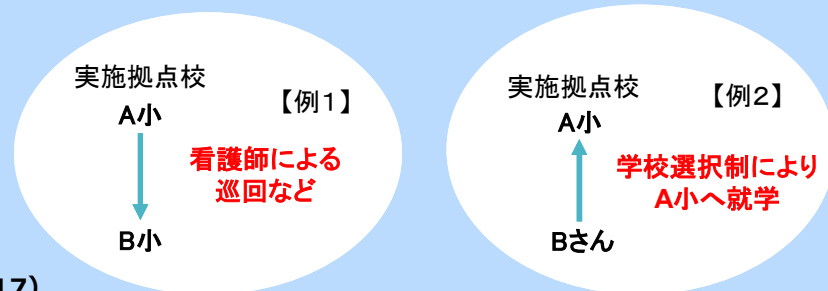 実施拠点校
A小
【例1】
看護師による
巡回など
B小
実施拠点校
A小
【例2】
学校選択制により
A小へ就学
Bさん
17)